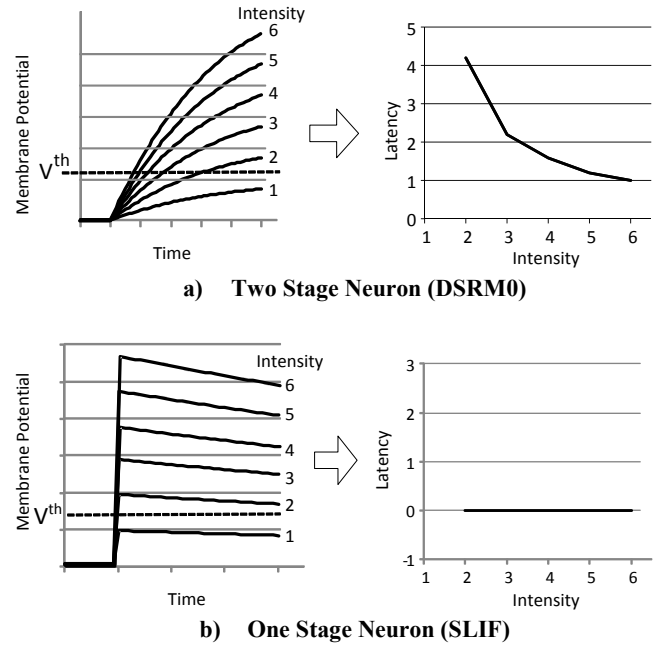 Intensity
6
5
4
3
2
1
V^th
Membrane Potential
Time
5
4
3
2
1
0
1 2 3 4 5 6
Latency
Intensity
a) Two Stage Neuron (DSRM0)
Intensity
6
5
4
3
2
1
V^th
Membrane Potential
Time
3
2
1
0
-1
1 2 3 4 5 6
Latency
Intensity
b) One Stage Neuron (SLIF)